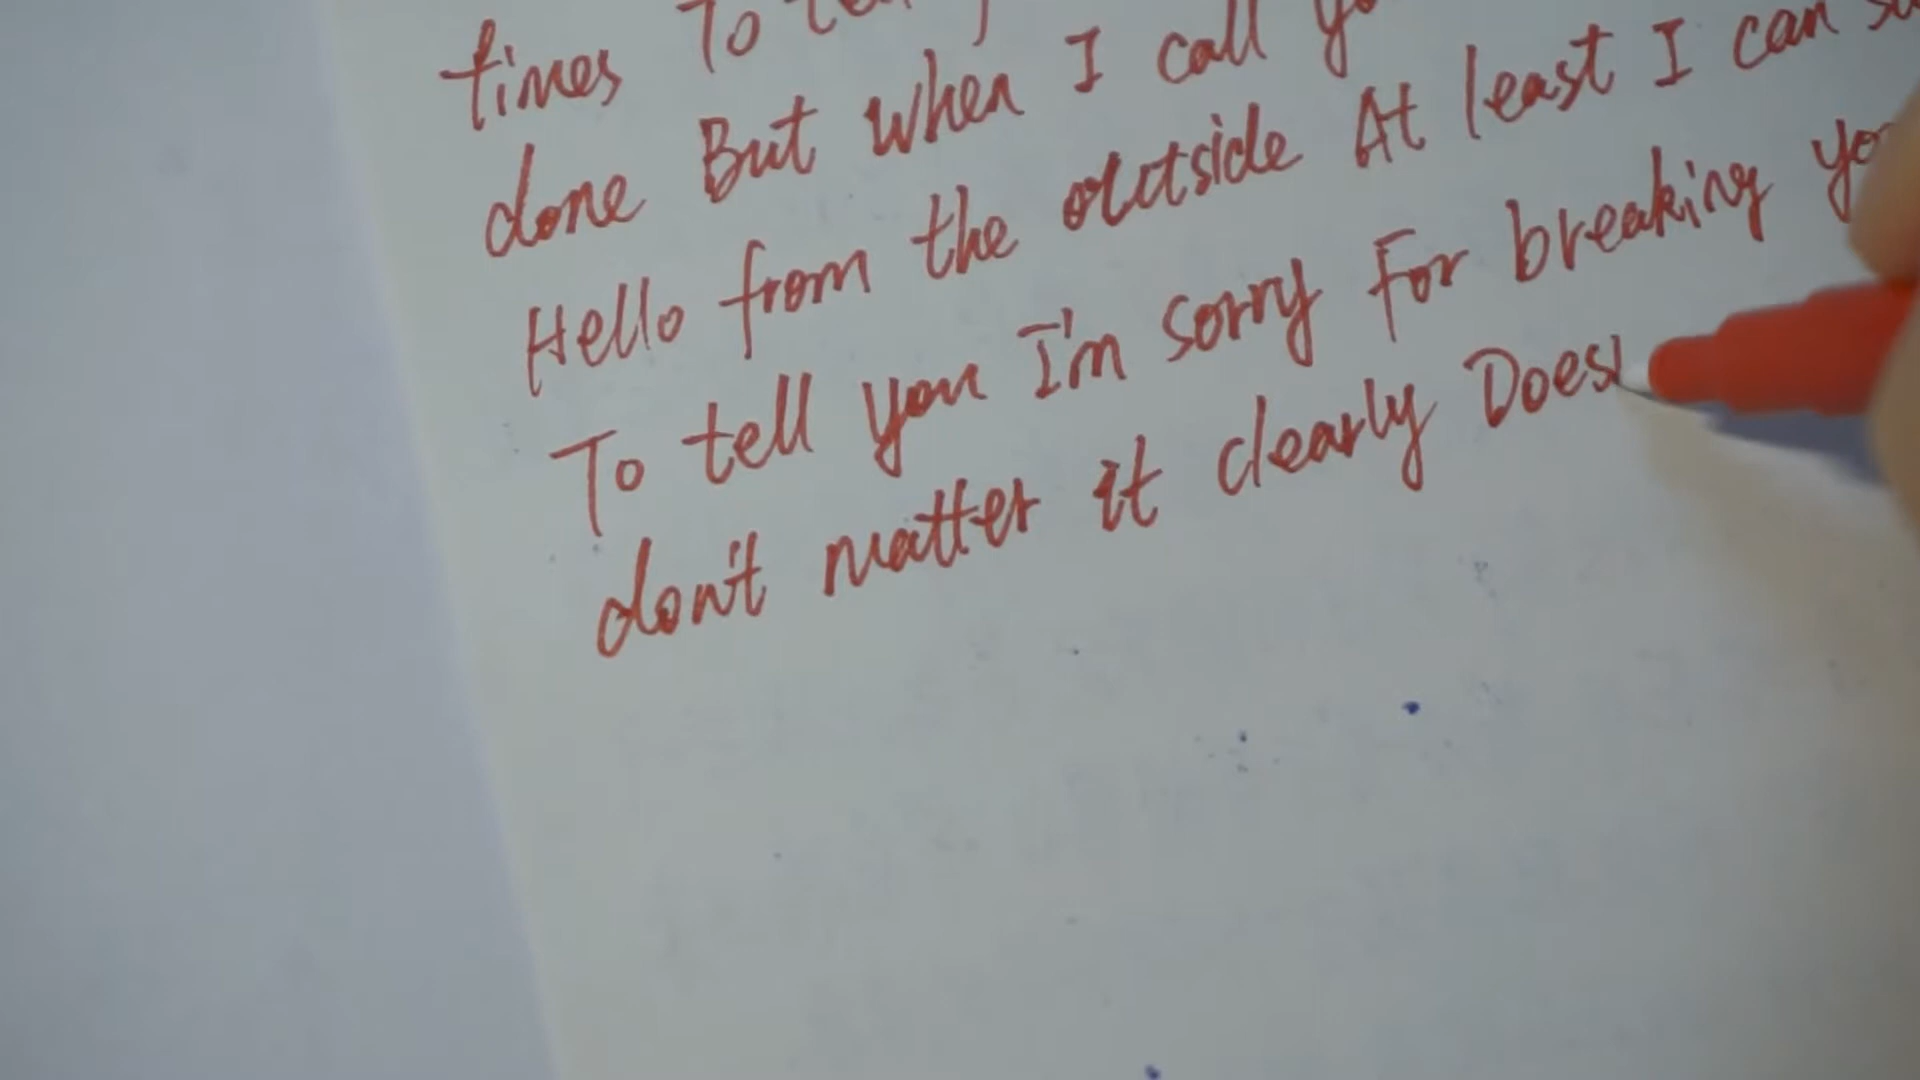 times To
done But when I call
Hello from the outside At least I can
To tell you I'm sorry For breaking
don't matter it clearly Does